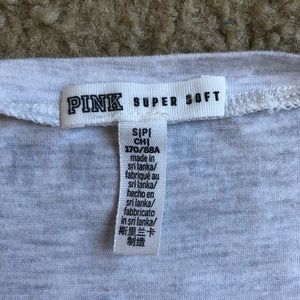 PINK SUPER SOFT
S|P|
CH|
170/88A
made in
sri lanka/
fabriqué au
sri lanka/
hecho en
sri lanka/
fabbricato
in sri lanka/
斯里兰卡
制造